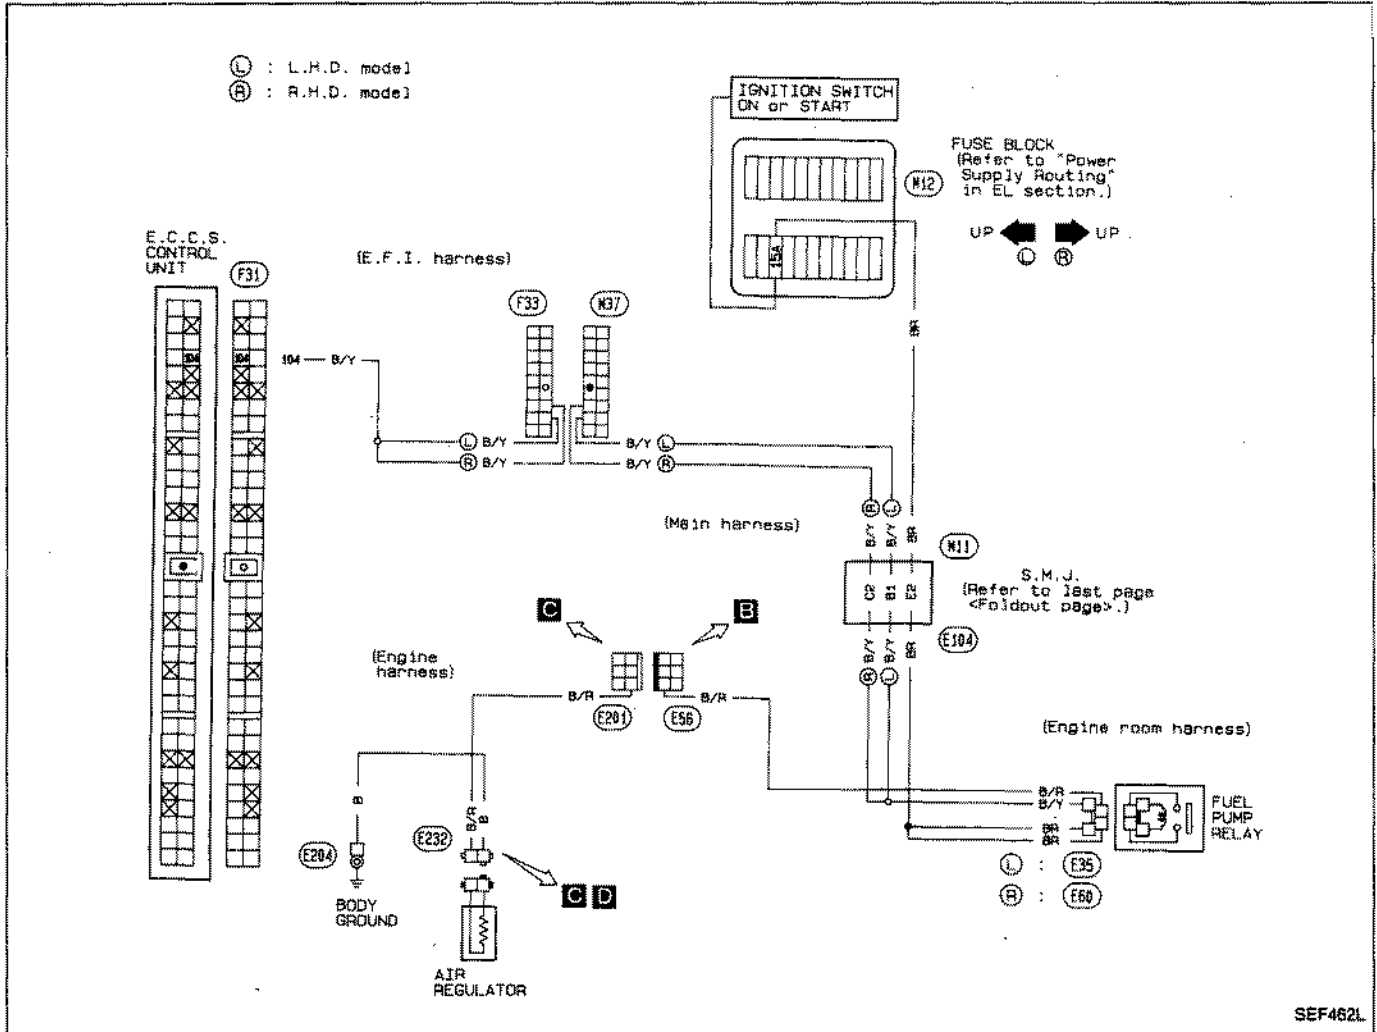 L : L.H.D. model
R : R.H.D. model
IGNITION SWITCH
ON or START
FUSE BLOCK
(Refer to "Power
Supply Routing"
in EL section.)
M12
UP UP
L R
15A
E.C.C.S.
CONTROL
UNIT
F31
(E.F.I. harness)
F33
M37
BR
104
104
104 B/Y
L B/Y
B/Y L
R B/Y
B/Y R
R L
(Main harness)
B/Y B/Y BR
M11
C2 B1 E2
S.M.J.
(Refer to last page
<Foldout page>.)
E104
B/Y B/Y BR
R L
C
B
(Engine
harness)
B/R
B/R
E201
E56
(Engine room harness)
B
B/R B
B/R
B/Y
BR
BR
FUEL
PUMP
RELAY
E204
E232
L : E35
R : E60
C D
BODY
GROUND
AIR
REGULATOR
SEF462L